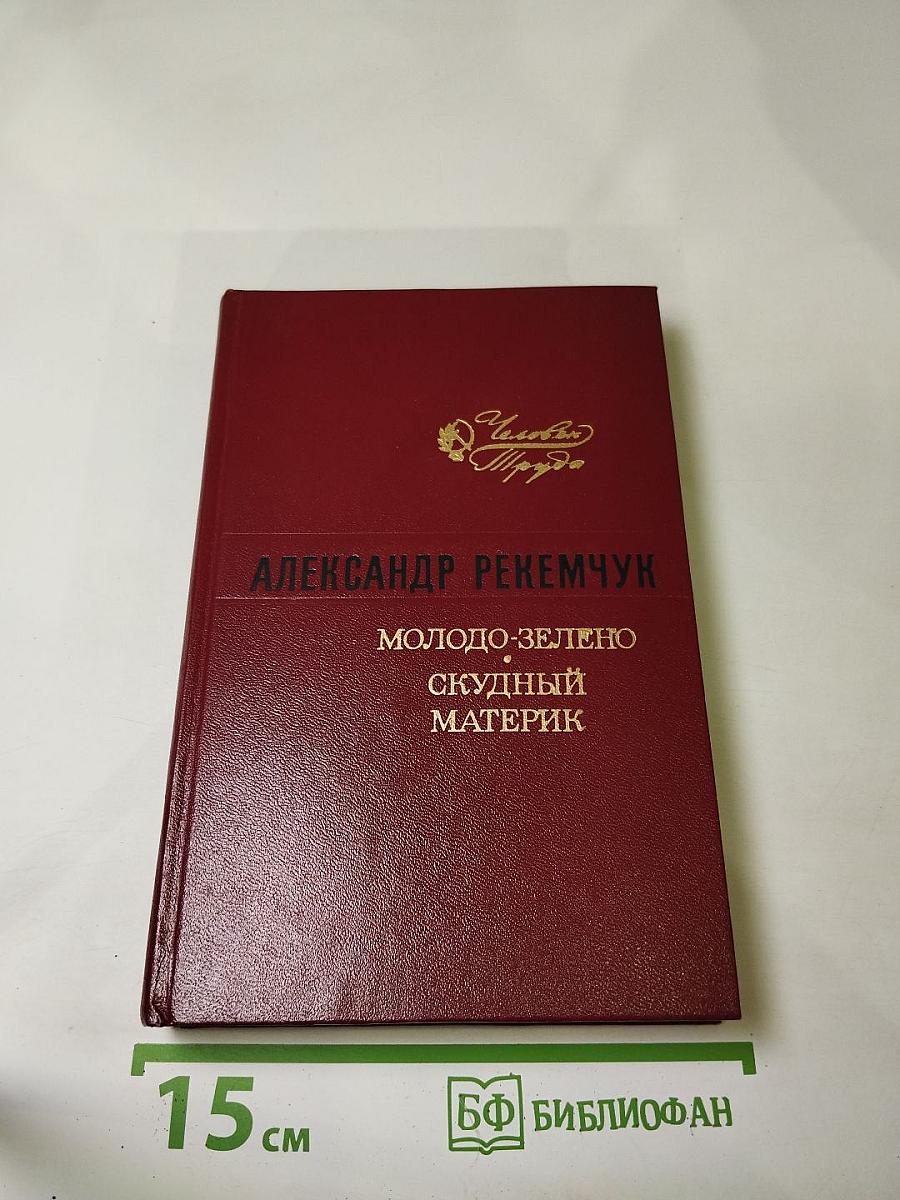 Человек
Труда
АЛЕКСАНДР РЕКЕМЧУК
МОЛОДО-ЗЕЛЕНО
•
СКУДНЫЙ
МАТЕРИК
15 см
БФ БИБЛИОФАН